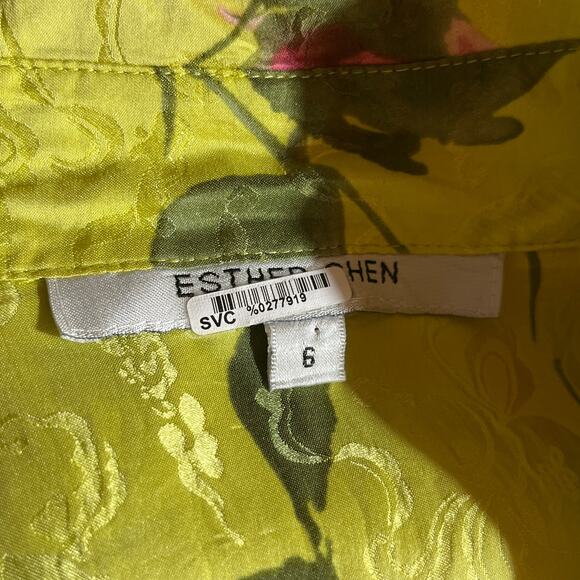 ESTHER CHEN
SVC %0277919
6